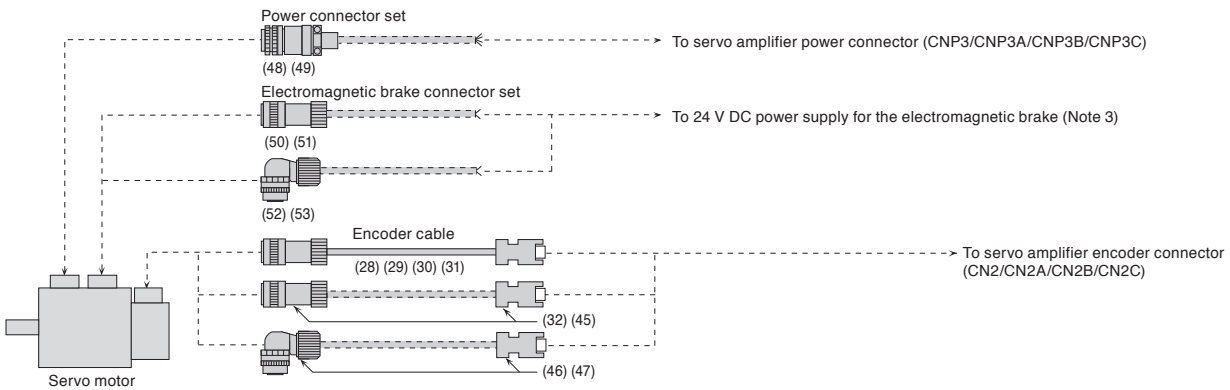 Power connector set
To servo amplifier power connector (CNP3/CNP3A/CNP3B/CNP3C)
(48) (49)
Electromagnetic brake connector set
To 24 V DC power supply for the electromagnetic brake (Note 3)
(50) (51)
(52) (53)
Encoder cable
To servo amplifier encoder connector
(CN2/CN2A/CN2B/CN2C)
(28) (29) (30) (31)
(32) (45)
(46) (47)
Servo motor